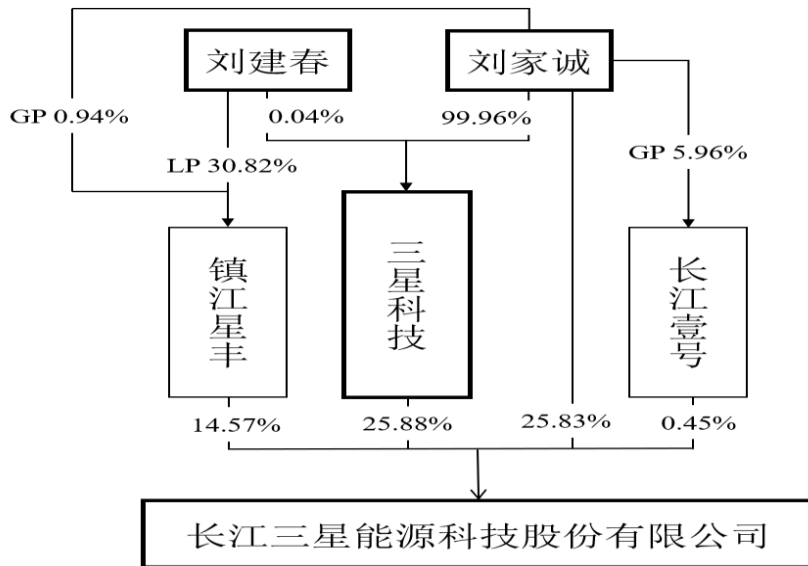 刘建春
刘家诚
GP 0.94%
0.04%
99.96%
LP 30.82%
GP 5.96%
镇江星丰
三星科技
长江壹号
14.57%
25.88%
25.83%
0.45%
长江三星能源科技股份有限公司